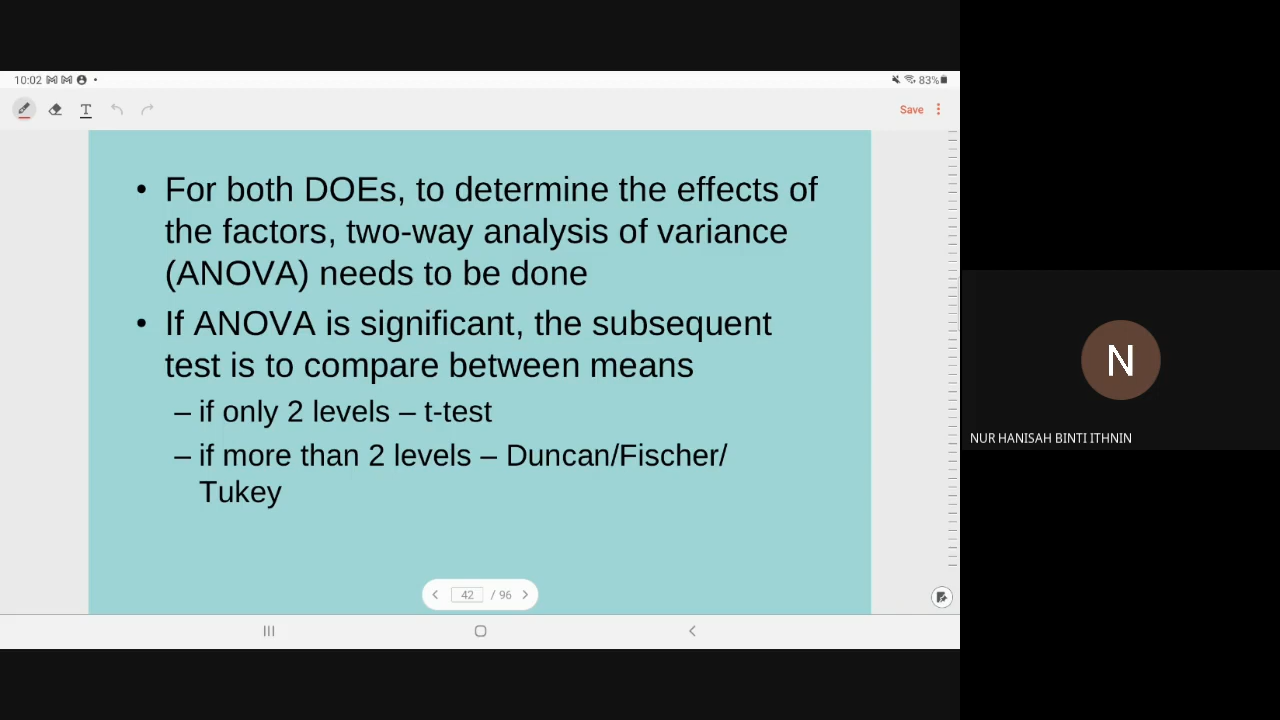 10:02
83%
T
Save
• For both DOEs, to determine the effects of
the factors, two-way analysis of variance
(ANOVA) needs to be done
• If ANOVA is significant, the subsequent
test is to compare between means
– if only 2 levels – t-test
– if more than 2 levels – Duncan/Fischer/
Tukey
42 / 96
N
NUR HANISAH BINTI ITHNIN